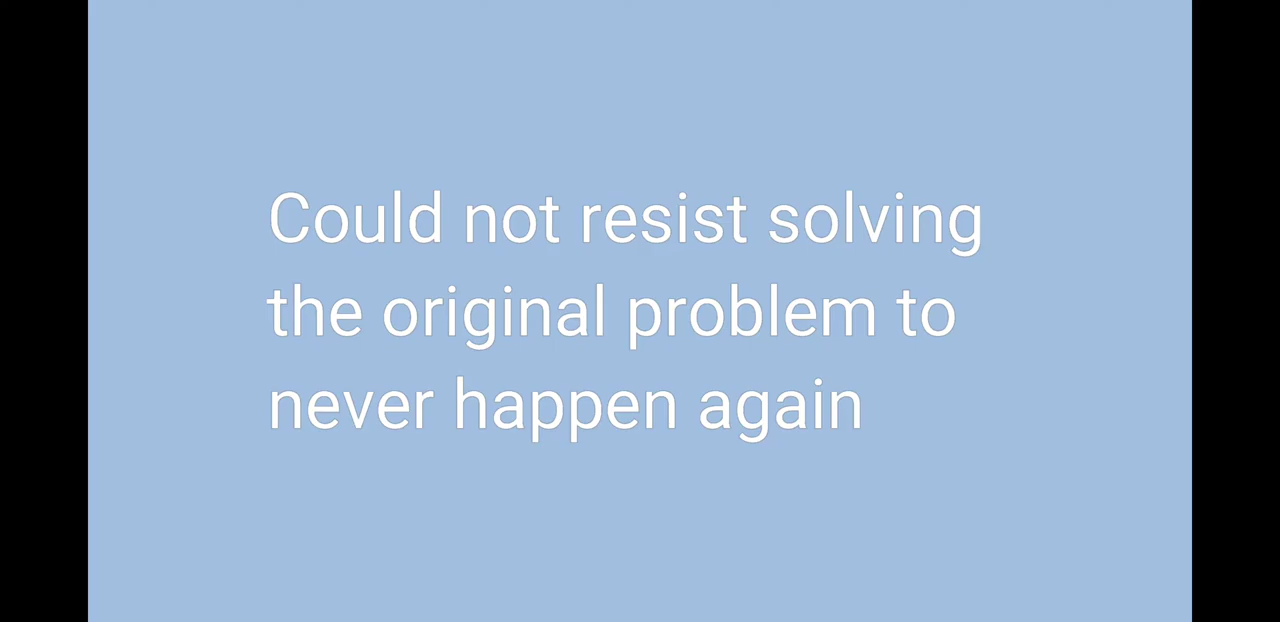 Could not resist solving
the original problem to
never happen again